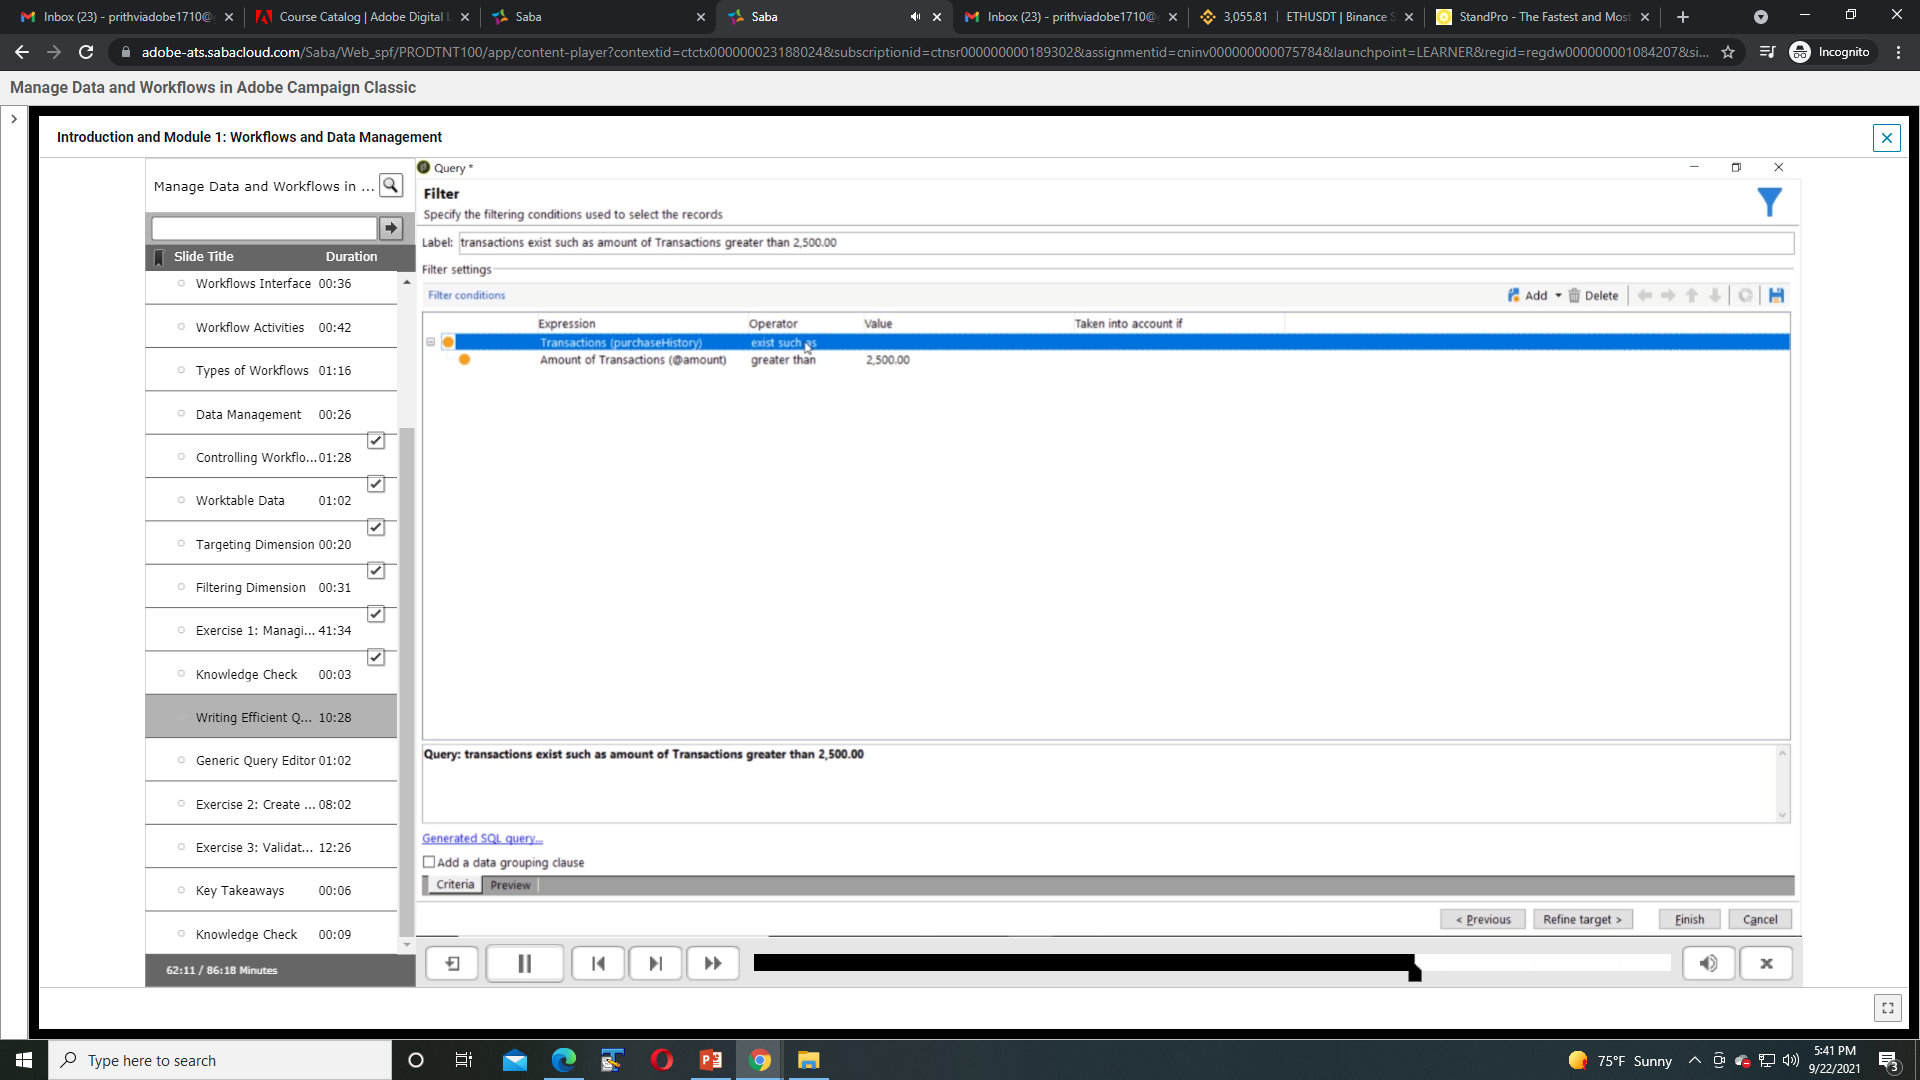 Inbox (23) - prithviadobe1710@
Course Catalog | Adobe Digital L
Saba
Saba
Inbox (23) - prithviadobe1710@
3,055.81 | ETHUSDT | Binance S
StandPro - The Fastest and Most
adobe-ats.sabacloud.com/Saba/Web_spf/PRODTNT100/app/content-player?contextid=ctctx000000023188024&subscriptionid=ctnsr0000000000189302&assignmentid=cninv000000000075784&launchpoint=LEARNER&regid=regdw000000001084207&si...
Incognito
Manage Data and Workflows in Adobe Campaign Classic
Introduction and Module 1: Workflows and Data Management
Manage Data and Workflows in ...
Slide Title Duration
Workflows Interface 00:36
Workflow Activities 00:42
Types of Workflows 01:16
Data Management 00:26
Controlling Workflo... 01:28
Worktable Data 01:02
Targeting Dimension 00:20
Filtering Dimension 00:31
Exercise 1: Managi... 41:34
Knowledge Check 00:03
Writing Efficient Q... 10:28
Generic Query Editor 01:02
Exercise 2: Create ... 08:02
Exercise 3: Validat... 12:26
Key Takeaways 00:06
Knowledge Check 00:09
62:11 / 86:18 Minutes
Query *
Filter
Specify the filtering conditions used to select the records
Label: transactions exist such as amount of Transactions greater than 2,500.00
Filter settings
Filter conditions
Add Delete
Expression Operator Value Taken into account if
Transactions (purchaseHistory) exist such as
Amount of Transactions (@amount) greater than 2,500.00
Query: transactions exist such as amount of Transactions greater than 2,500.00
Generated SQL query...
Add a data grouping clause
Criteria Preview
< Previous Refine target > Finish Cancel
Type here to search
75°F Sunny
5:41 PM
9/22/2021
3